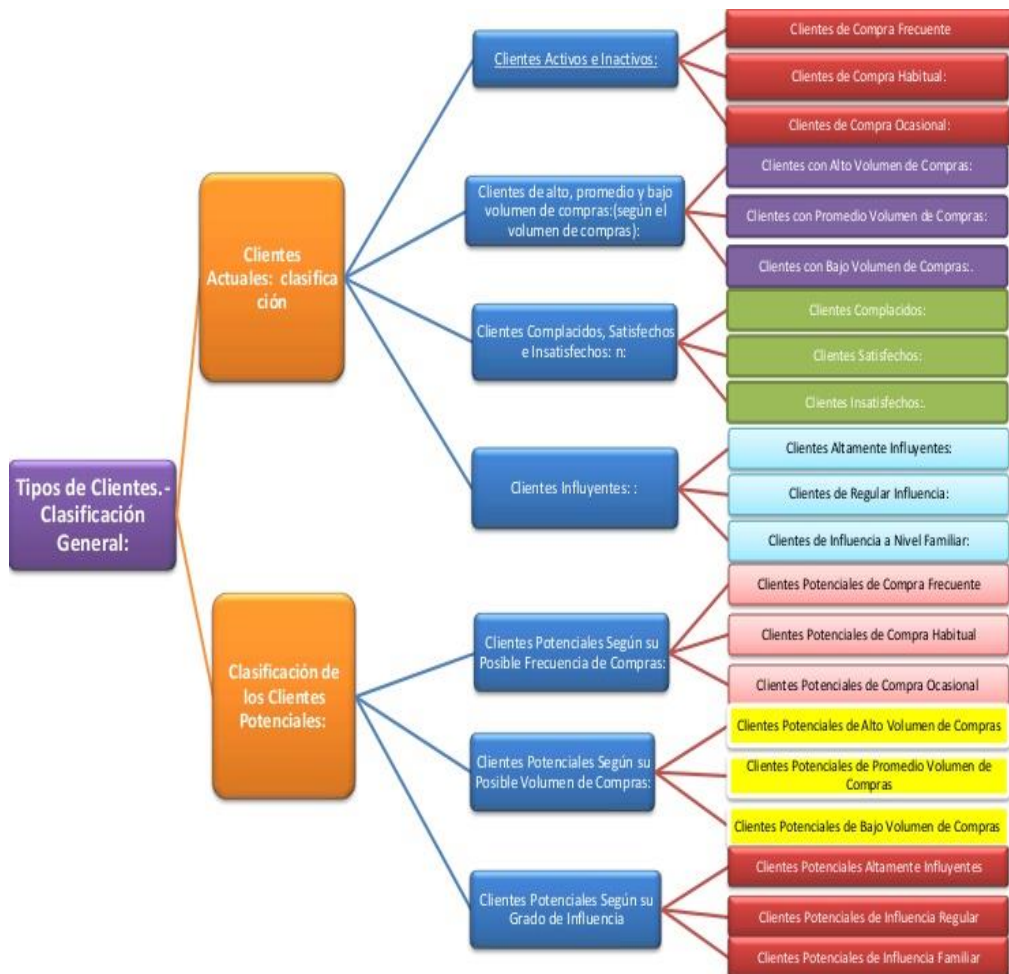 Tipos de Clientes.-
Clasificación
General:
Clientes
Actuales: clasifica
ción
Clientes Activos e Inactivos:
Clientes de Compra Frecuente
Clientes de Compra Habitual:
Clientes de Compra Ocasional:
Clientes de alto, promedio y bajo
volumen de compras:(según el
volumen de compras):
Clientes con Alto Volumen de Compras:
Clientes con Promedio Volumen de Compras:
Clientes con Bajo Volumen de Compras:.
Clientes Complacidos, Satisfechos
e Insatisfechos: n:
Clientes Complacidos:
Clientes Satisfechos:
Clientes Insatisfechos:.
Clientes Influyentes: :
Clientes Altamente Influyentes:
Clientes de Regular Influencia:
Clientes de Influencia a Nivel Familiar:
Clasificación de
los Clientes
Potenciales:
Clientes Potenciales Según su
Posible Frecuencia de Compras:
Clientes Potenciales de Compra Frecuente
Clientes Potenciales de Compra Habitual
Clientes Potenciales de Compra Ocasional
Clientes Potenciales Según su
Posible Volumen de Compras:
Clientes Potenciales de Alto Volumen de Compras
Clientes Potenciales de Promedio Volumen de
Compras
Clientes Potenciales de Bajo Volumen de Compras
Clientes Potenciales Según su
Grado de Influencia
Clientes Potenciales Altamente Influyentes
Clientes Potenciales de Influencia Regular
Clientes Potenciales de Influencia Familiar